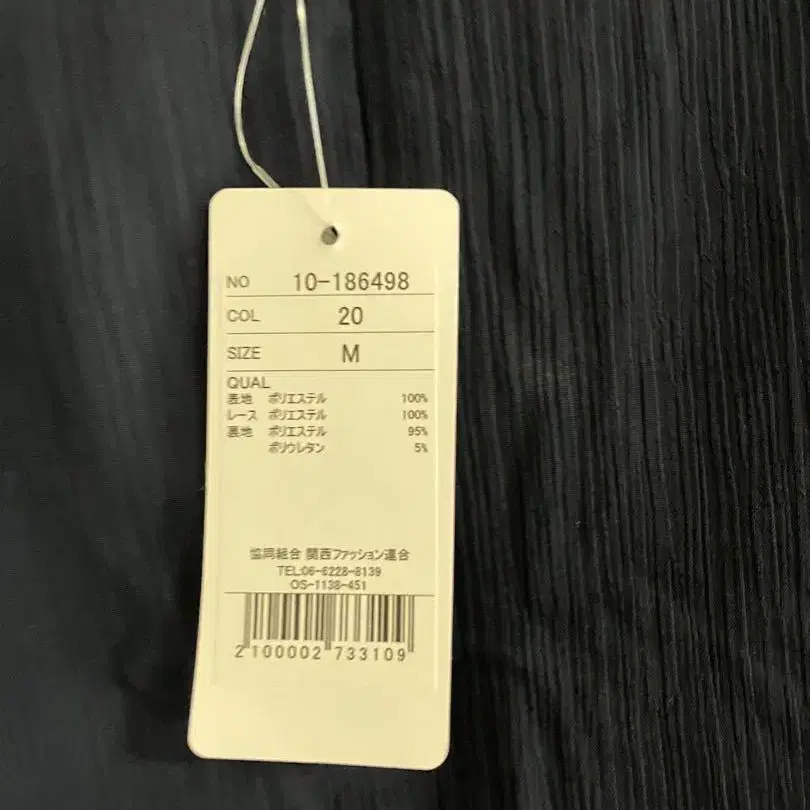 NO 10-186498
COL 20
SIZE M
QUAL
表地 ポリエステル 100%
レース ポリエステル 100%
裏地 ポリエステル 95%
ポリウレタン 5%
協同組合 関西ファッション連合
TEL:06-6228-8139
OS-1138-451
2 100002 733109